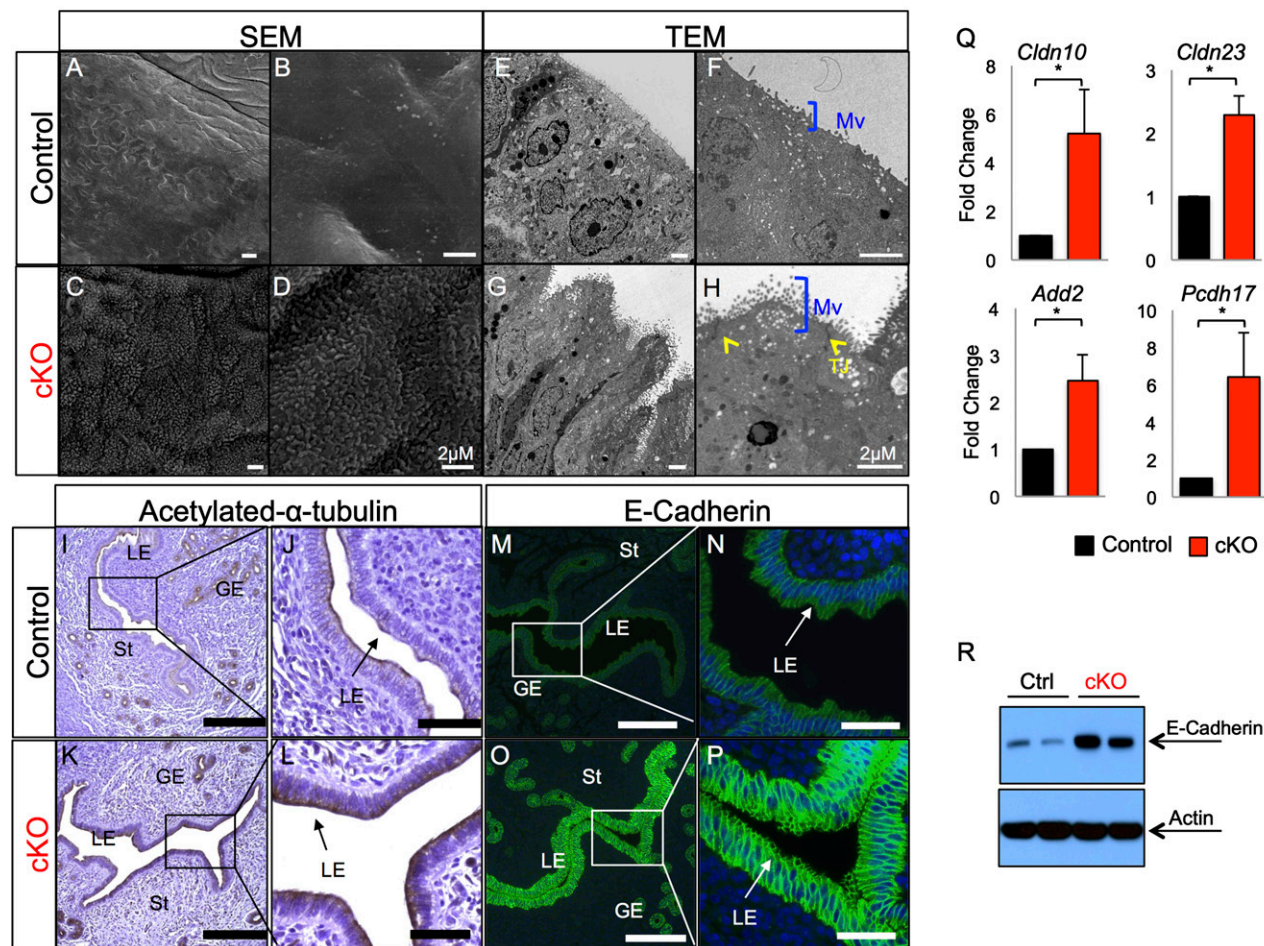 SEM
TEM
Control
A
B
E
F
Mv
cKO
C
D
2µM
G
H
Mv
TJ
2µM
Acetylated-α-tubulin
E-Cadherin
Control
I
LE
GE
St
J
LE
M
St
LE
GE
N
LE
cKO
K
GE
LE
St
L
LE
O
St
LE
GE
P
LE
Q
Cldn10
Cldn23
Fold Change
*
8
6
4
2
0
*
3
2
1
0
Add2
Pcdh17
Fold Change
*
4
3
2
1
0
*
10
8
6
4
2
0
Control
cKO
R
Ctrl
cKO
E-Cadherin
Actin